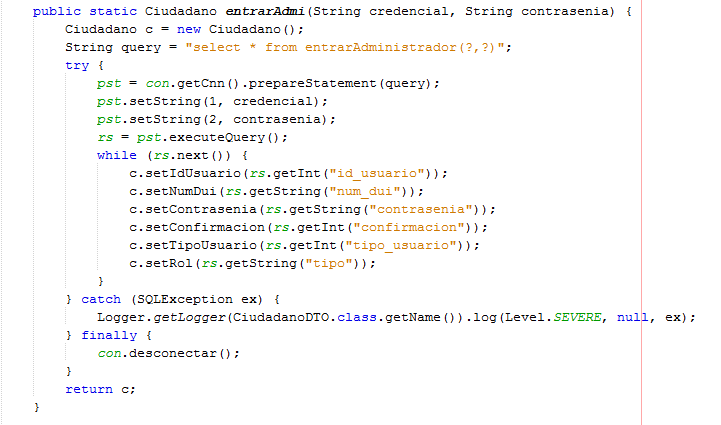 public static Ciudadano entrarAdmi(String credencial, String contrasenia) {
Ciudadano c = new Ciudadano();
String query = "select * from entrarAdministrador(?,?)";
try {
pst = con.getCnn().prepareStatement(query);
pst.setString(1, credencial);
pst.setString(2, contrasenia);
rs = pst.executeQuery();
while (rs.next()) {
c.setIdUsuario(rs.getInt("id_usuario"));
c.setNumDui(rs.getString("num_dui"));
c.setContrasenia(rs.getString("contrasenia"));
c.setConfirmacion(rs.getInt("confirmacion"));
c.setTipoUsuario(rs.getInt("tipo_usuario"));
c.setRol(rs.getString("tipo"));
}
} catch (SQLException ex) {
Logger.getLogger(CiudadanoDTO.class.getName()).log(Level.SEVERE, null, ex);
} finally {
con.desconectar();
}
return c;
}